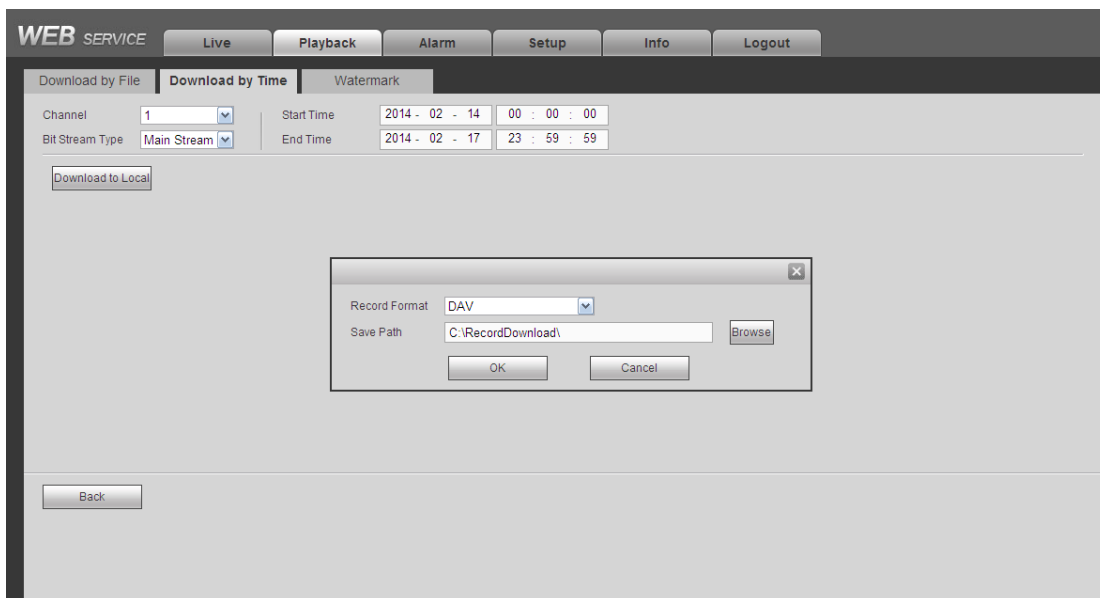 WEB SERVICE Live Playback Alarm Setup Info Logout
Download by File Download by Time Watermark
Channel 1 Start Time 2014 - 02 - 14 00 : 00 : 00
Bit Stream Type Main Stream End Time 2014 - 02 - 17 23 : 59 : 59
Download to Local
Record Format DAV
Save Path C:\RecordDownload\ Browse
OK Cancel
Back